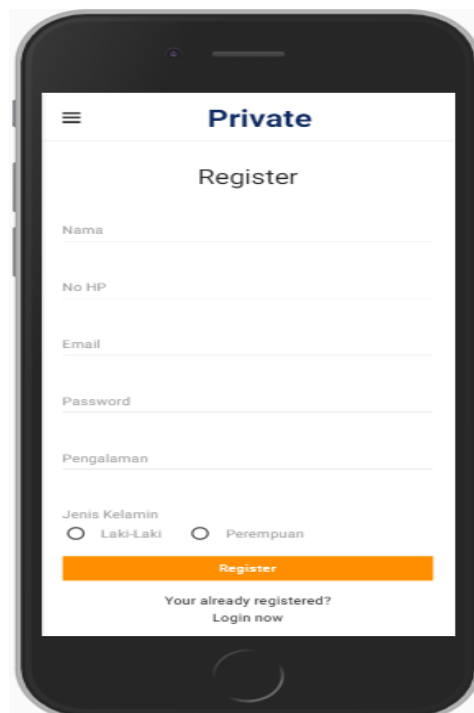 Private
Register
Nama
No HP
Email
Password
Pengalaman
Jenis Kelamin
Laki-Laki Perempuan
Register
Your already registered?
Login now